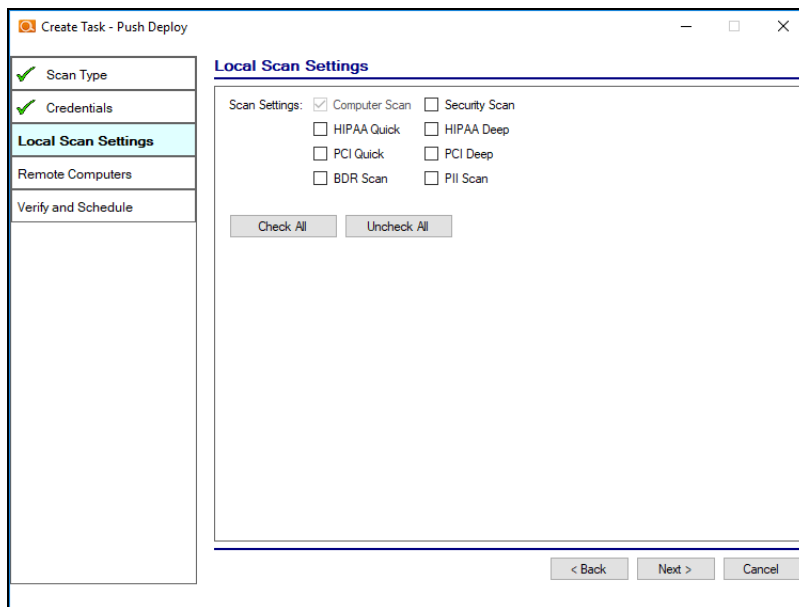 Create Task - Push Deploy
Scan Type
Credentials
Local Scan Settings
Remote Computers
Verify and Schedule
Local Scan Settings
Scan Settings: Computer Scan Security Scan
HIPAA Quick HIPAA Deep
PCI Quick PCI Deep
BDR Scan PII Scan
Check All Uncheck All
< Back Next > Cancel